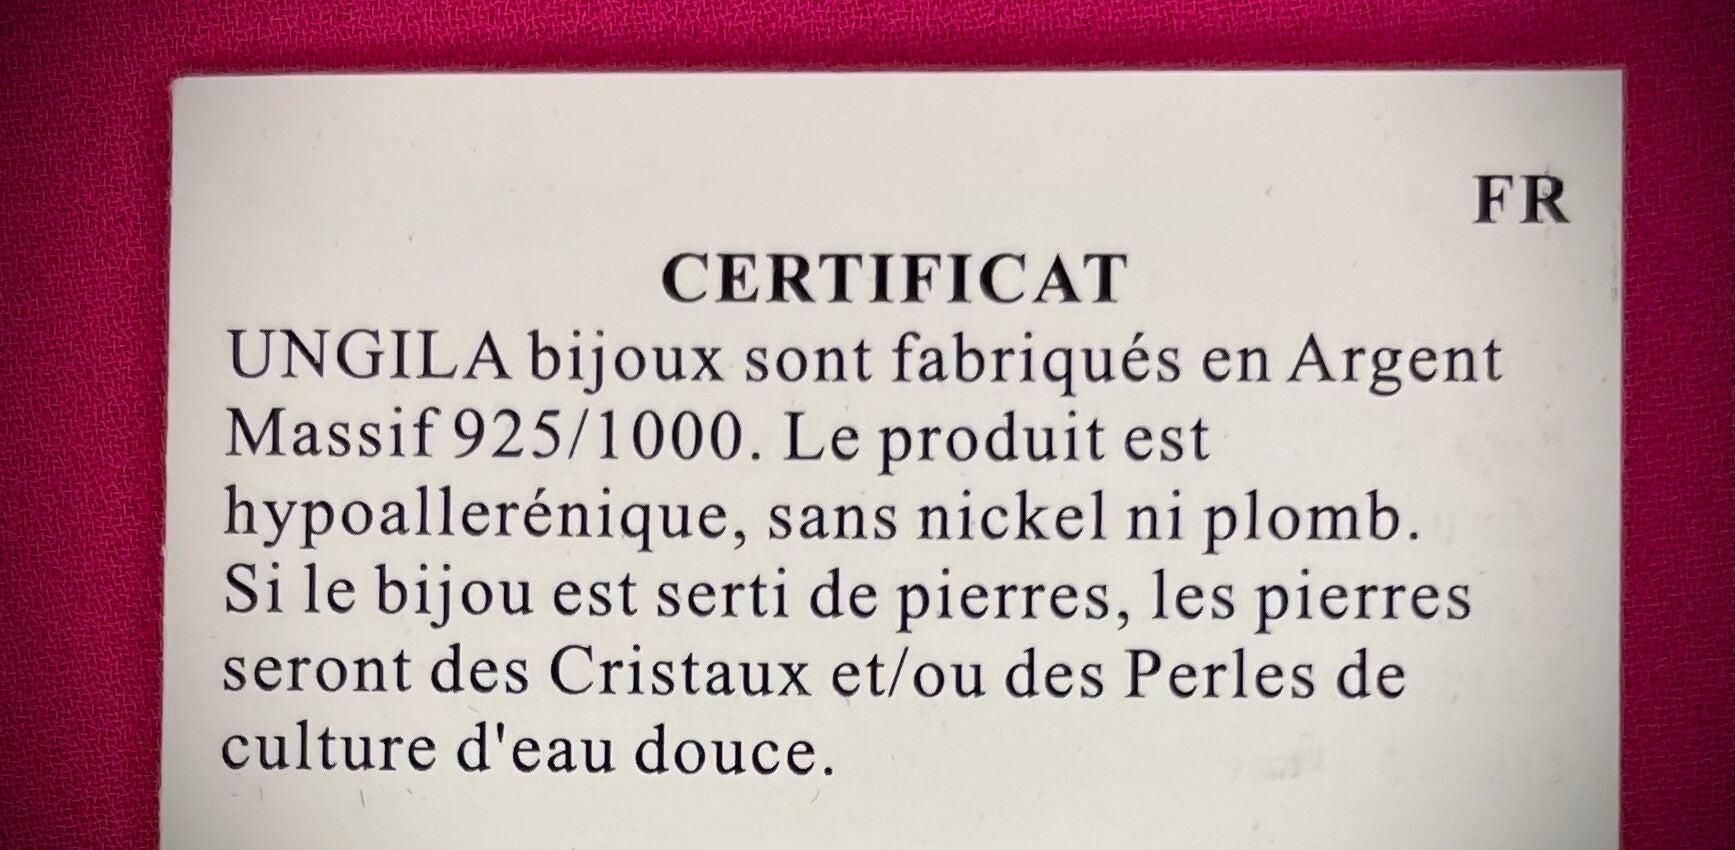 FR
CERTIFICAT
UNGILA bijoux sont fabriqués en Argent
Massif 925/1000. Le produit est
hypoallerénique, sans nickel ni plomb.
Si le bijou est serti de pierres, les pierres
seront des Cristaux et/ou des Perles de
culture d'eau douce.